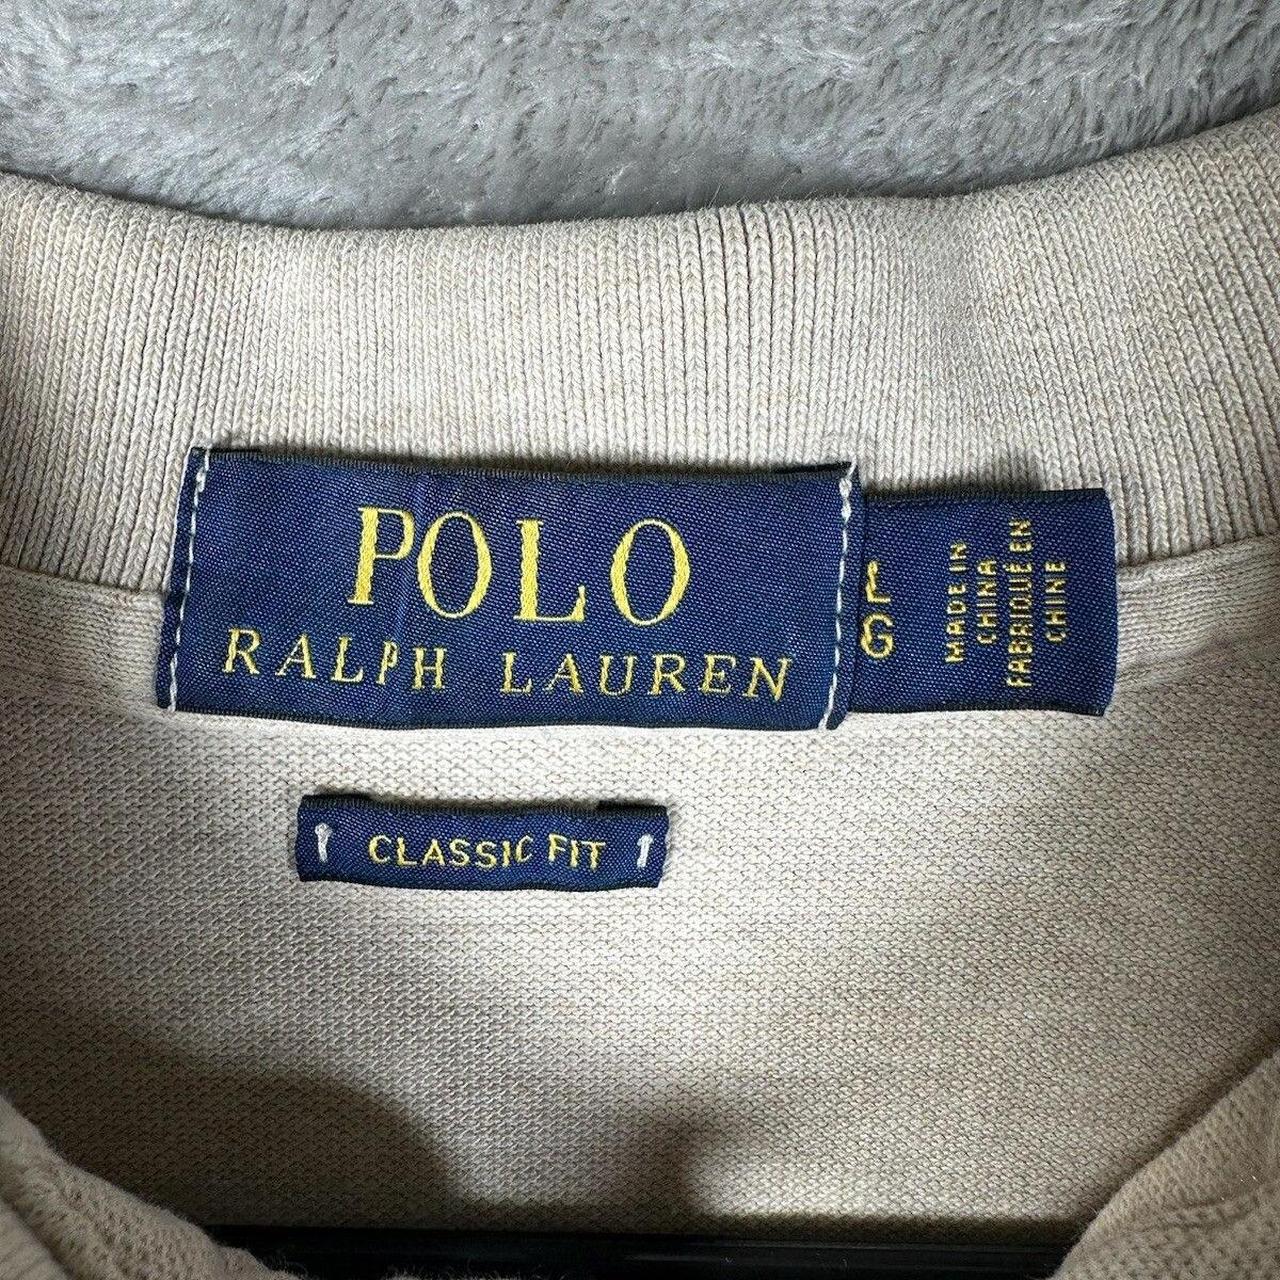 POLO
RALPH LAUREN
L
G
MADE IN
CHINA
FABRIQUÉ EN
CHINE
CLASSIC FIT